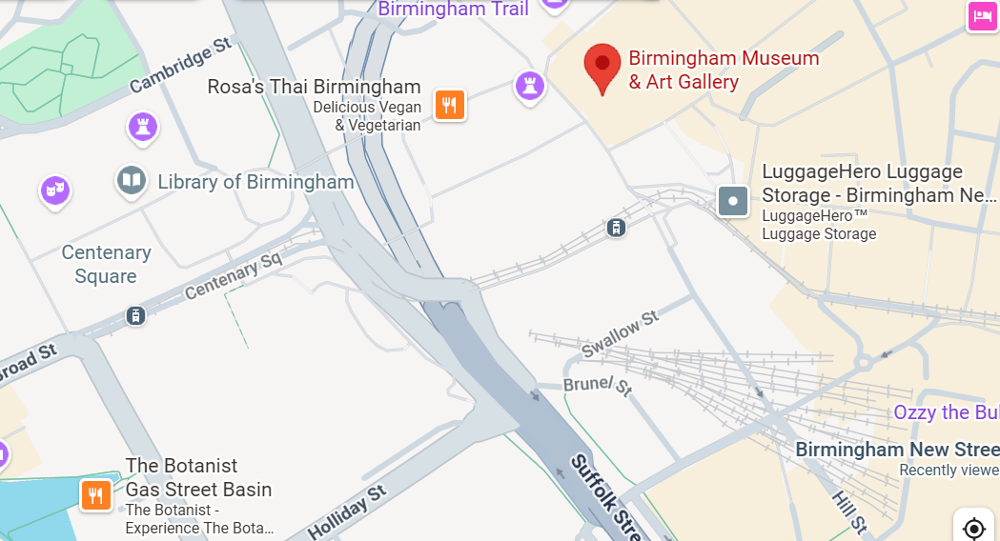 Birmingham Trail
Cambridge St
Birmingham Museum
& Art Gallery
Rosa's Thai Birmingham
Delicious Vegan
& Vegetarian
Library of Birmingham
LuggageHero Luggage
Storage - Birmingham Ne...
LuggageHero™
Luggage Storage
Centenary
Square
Centenary Sq
Swallow St
Broad St
Brunel St
Ozzy the Bul
Birmingham New Stree
Recently viewe
The Botanist
Gas Street Basin
The Botanist -
Experience The Bota...
Holliday St
Suffolk Stre
Hill St